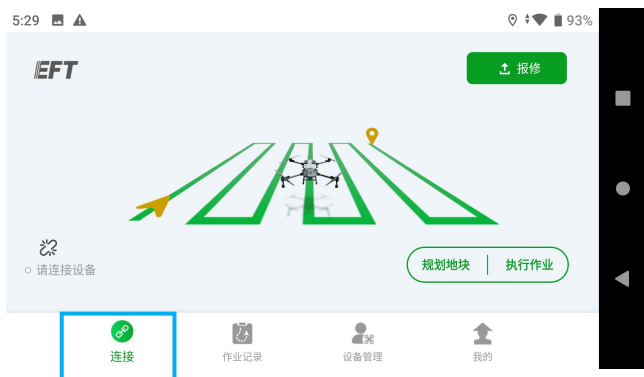 5:29
93%
EFT
报修
请连接设备
规划地块
执行作业
连接
作业记录
设备管理
我的